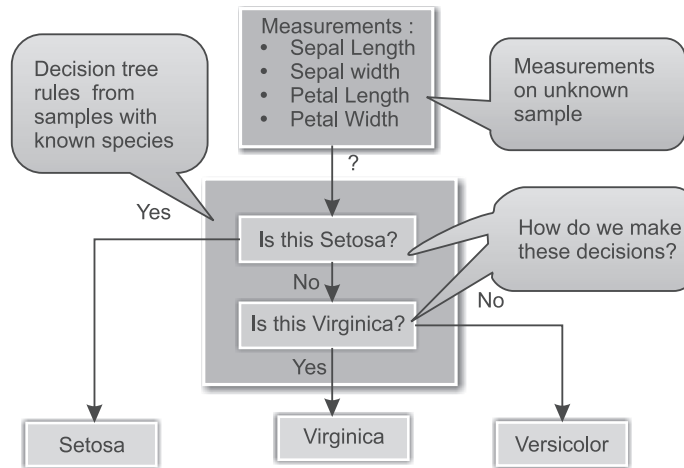 Measurements :
• Sepal Length
• Sepal width
• Petal Length
• Petal Width
Decision tree
rules from
samples with
known species
Measurements
on unknown
sample
?
Yes
Is this Setosa?
How do we make
these decisions?
No
No
Is this Virginica?
Yes
Setosa
Virginica
Versicolor